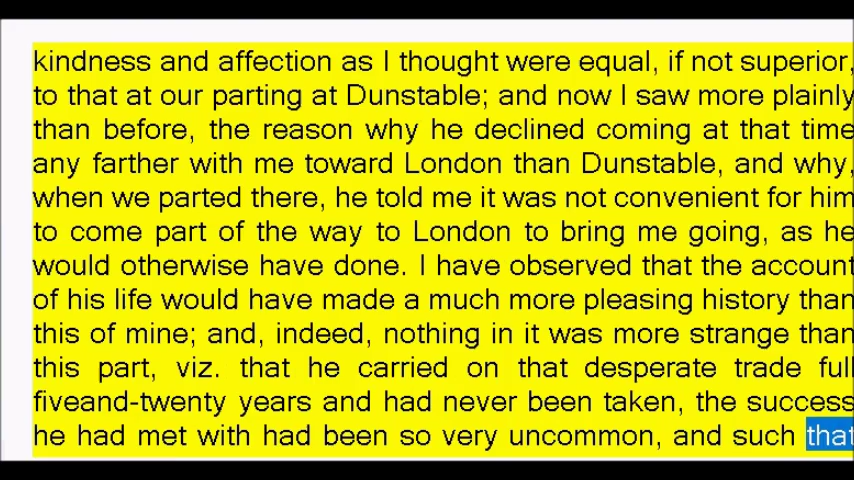 kindness and affection as I thought were equal, if not superior,
to that at our parting at Dunstable; and now I saw more plainly
than before, the reason why he declined coming at that time
any farther with me toward London than Dunstable, and why,
when we parted there, he told me it was not convenient for him
to come part of the way to London to bring me going, as he
would otherwise have done. I have observed that the account
of his life would have made a much more pleasing history than
this of mine; and, indeed, nothing in it was more strange than
this part, viz. that he carried on that desperate trade full
fiveand-twenty years and had never been taken, the success
he had met with had been so very uncommon, and such that